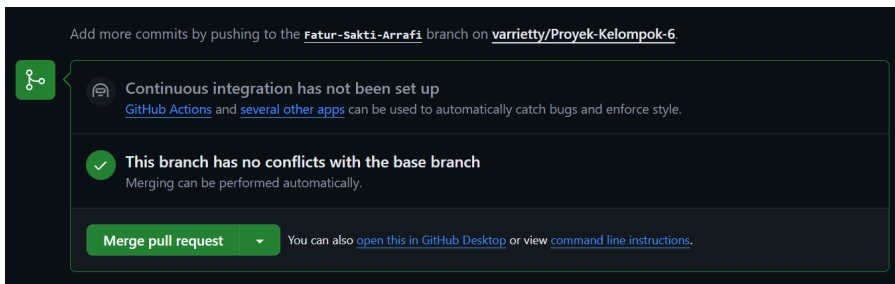 Add more commits by pushing to the Fatur-Sakti-Arrafi branch on varrietty/Proyek-Kelompok-6.
Continuous integration has not been set up
GitHub Actions and several other apps can be used to automatically catch bugs and enforce style.
This branch has no conflicts with the base branch
Merging can be performed automatically.
Merge pull request You can also open this in GitHub Desktop or view command line instructions.